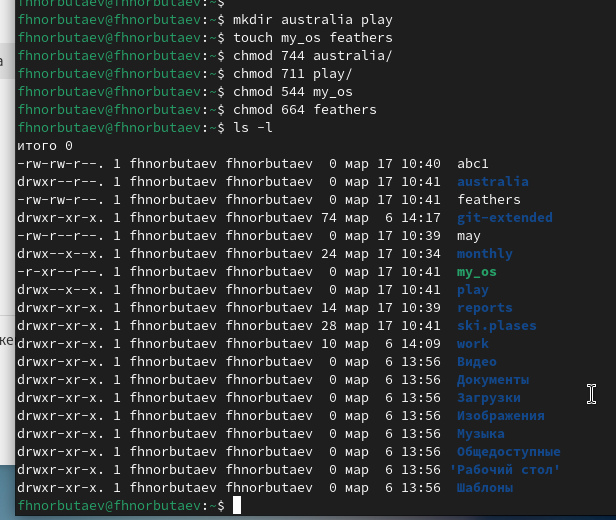 fhnorbutaev@fhnorbutaev:~$
fhnorbutaev@fhnorbutaev:~$ mkdir australia play
fhnorbutaev@fhnorbutaev:~$ touch my_os feathers
fhnorbutaev@fhnorbutaev:~$ chmod 744 australia/
fhnorbutaev@fhnorbutaev:~$ chmod 711 play/
fhnorbutaev@fhnorbutaev:~$ chmod 544 my_os
fhnorbutaev@fhnorbutaev:~$ chmod 664 feathers
fhnorbutaev@fhnorbutaev:~$ ls -l
итого 0
-rw-rw-r--. 1 fhnorbutaev fhnorbutaev  0 мар 17 10:40  abc1
drwxr--r--. 1 fhnorbutaev fhnorbutaev  0 мар 17 10:41  australia
-rw-rw-r--. 1 fhnorbutaev fhnorbutaev  0 мар 17 10:41  feathers
drwxr-xr-x. 1 fhnorbutaev fhnorbutaev 74 мар  6 14:17  git-extended
-rw-r--r--. 1 fhnorbutaev fhnorbutaev  0 мар 17 10:39  may
drwx--x--x. 1 fhnorbutaev fhnorbutaev 24 мар 17 10:34  monthly
-r-xr--r--. 1 fhnorbutaev fhnorbutaev  0 мар 17 10:41  my_os
drwx--x--x. 1 fhnorbutaev fhnorbutaev  0 мар 17 10:41  play
drwxr-xr-x. 1 fhnorbutaev fhnorbutaev 14 мар 17 10:39  reports
drwxr-xr-x. 1 fhnorbutaev fhnorbutaev 28 мар 17 10:41  ski.plases
drwxr-xr-x. 1 fhnorbutaev fhnorbutaev 10 мар  6 14:09  work
drwxr-xr-x. 1 fhnorbutaev fhnorbutaev  0 мар  6 13:56  Видео
drwxr-xr-x. 1 fhnorbutaev fhnorbutaev  0 мар  6 13:56  Документы
drwxr-xr-x. 1 fhnorbutaev fhnorbutaev  0 мар  6 13:56  Загрузки
drwxr-xr-x. 1 fhnorbutaev fhnorbutaev  0 мар  6 13:56  Изображения
drwxr-xr-x. 1 fhnorbutaev fhnorbutaev  0 мар  6 13:56  Музыка
drwxr-xr-x. 1 fhnorbutaev fhnorbutaev  0 мар  6 13:56  Общедоступные
drwxr-xr-x. 1 fhnorbutaev fhnorbutaev  0 мар  6 13:56 'Рабочий стол'
drwxr-xr-x. 1 fhnorbutaev fhnorbutaev  0 мар  6 13:56  Шаблоны
fhnorbutaev@fhnorbutaev:~$